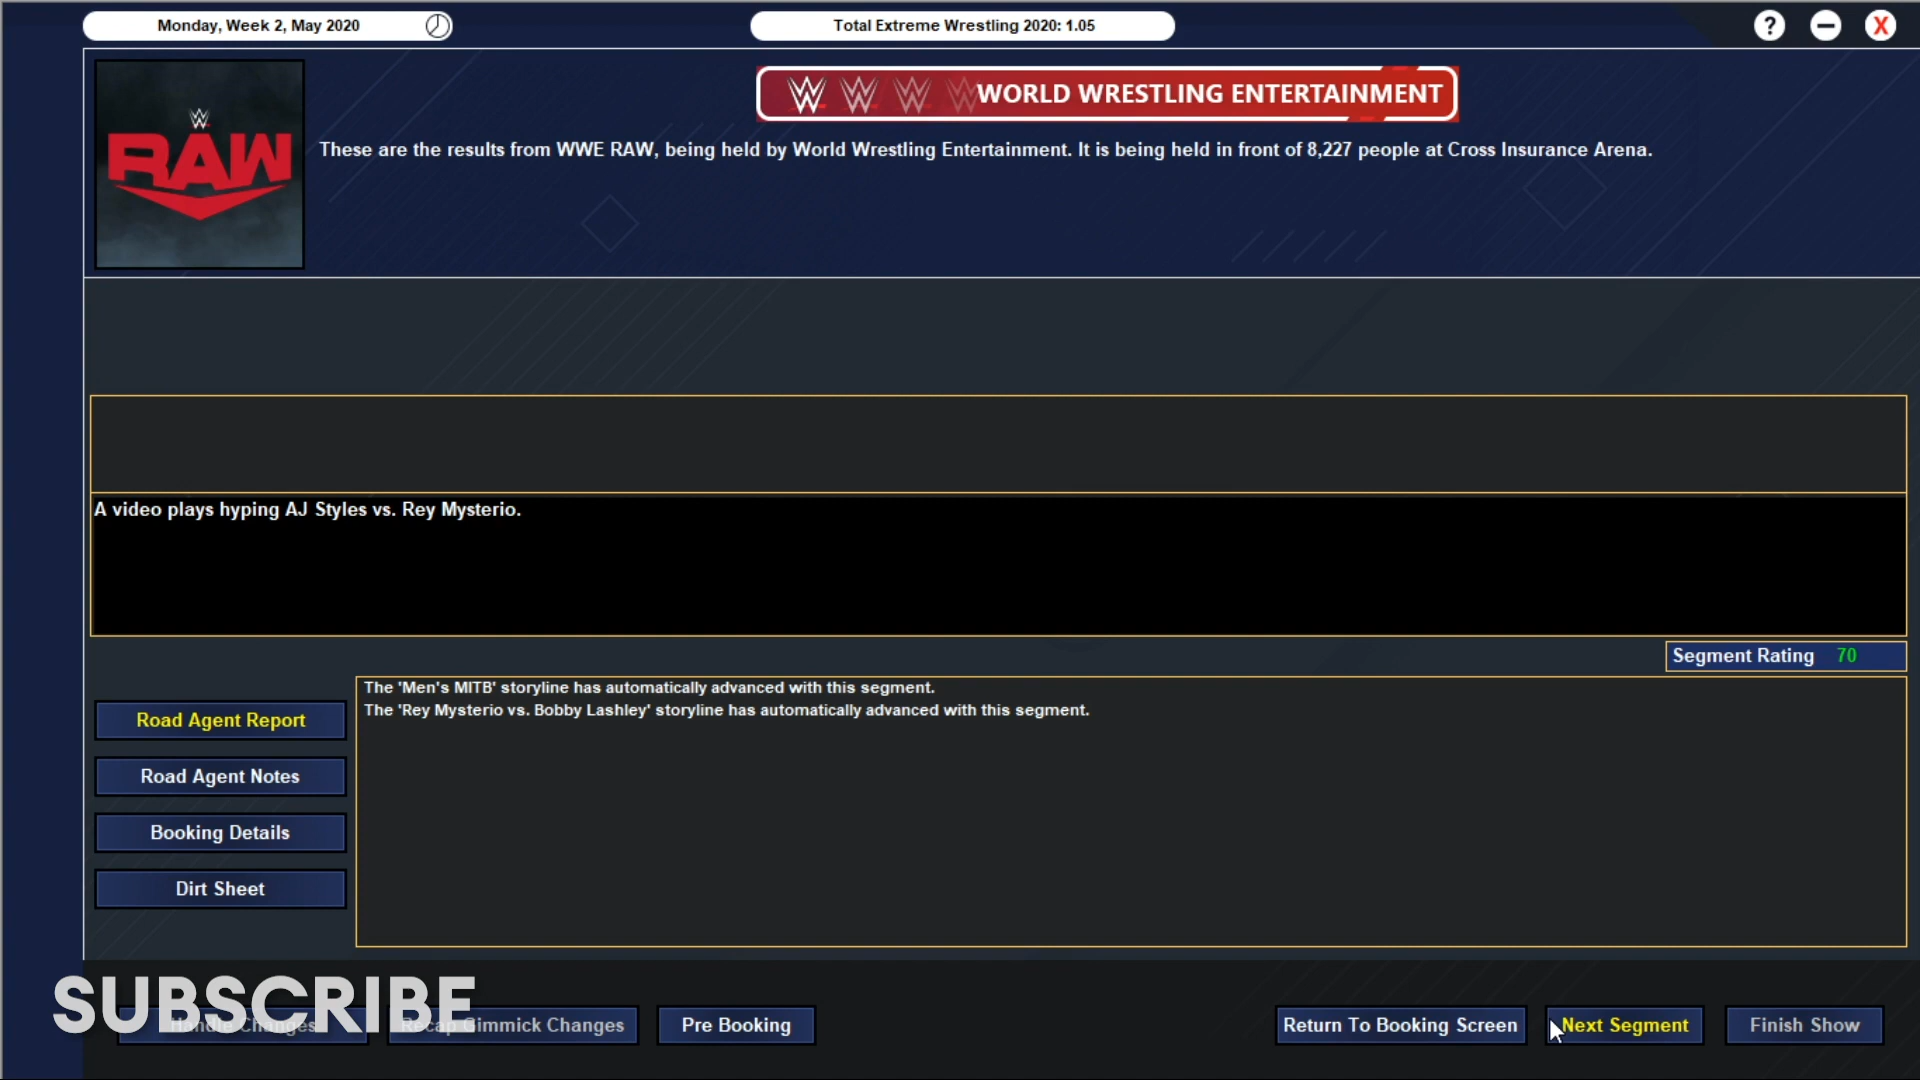 Monday, Week 2, May 2020
Total Extreme Wrestling 2020: 1.05
?
X
W
RAW
W W W W WORLD WRESTLING ENTERTAINMENT
These are the results from WWE RAW, being held by World Wrestling Entertainment. It is being held in front of 8,227 people at Cross Insurance Arena.
A video plays hyping AJ Styles vs. Rey Mysterio.
Segment Rating 70
The 'Men's MITB' storyline has automatically advanced with this segment.
The 'Rey Mysterio vs. Bobby Lashley' storyline has automatically advanced with this segment.
Road Agent Report
Road Agent Notes
Booking Details
Dirt Sheet
SUBSCRIBE
Handle Changes
Recap Gimmick Changes
Pre Booking
Return To Booking Screen
Next Segment
Finish Show